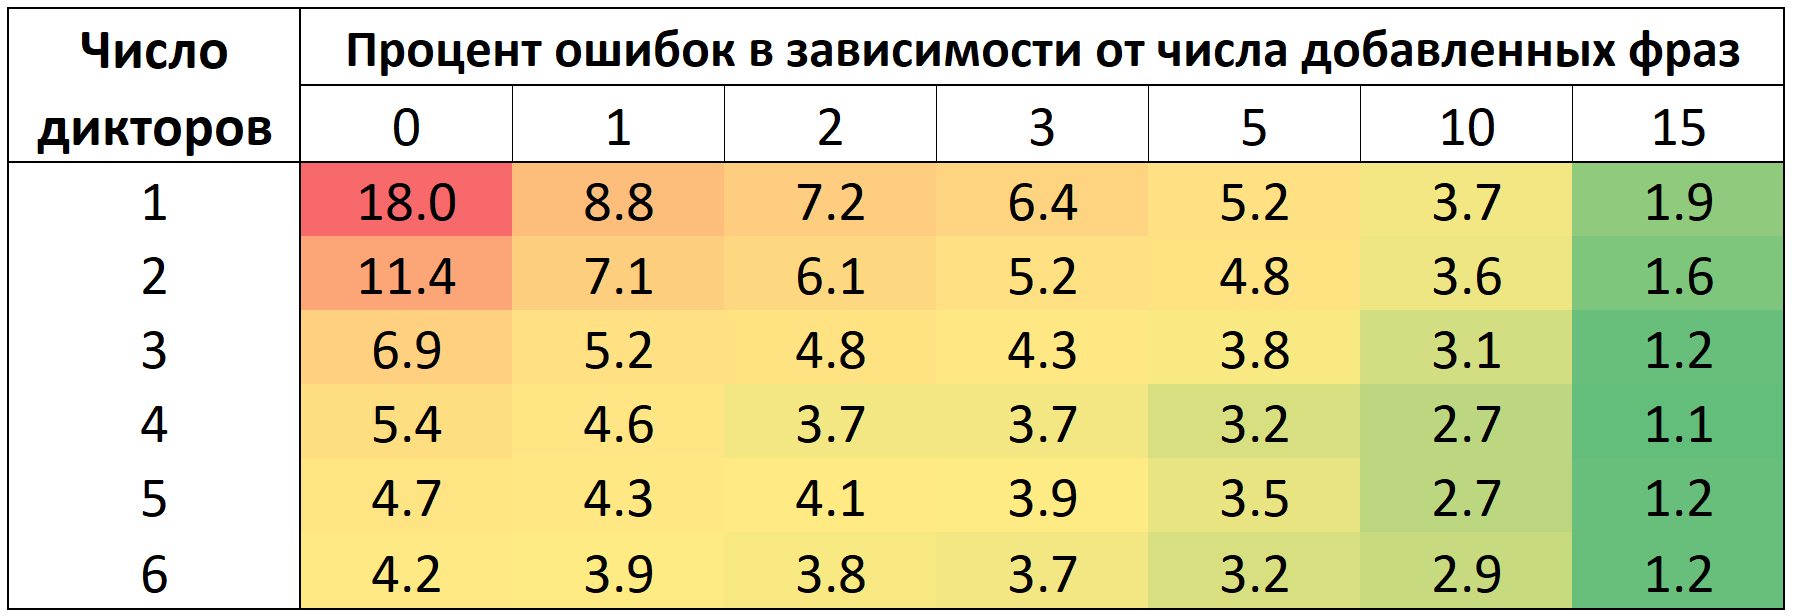 Число дикторов
Процент ошибок в зависимости от числа добавленных фраз
0 1 2 3 5 10 15
1 18.0 8.8 7.2 6.4 5.2 3.7 1.9
2 11.4 7.1 6.1 5.2 4.8 3.6 1.6
3 6.9 5.2 4.8 4.3 3.8 3.1 1.2
4 5.4 4.6 3.7 3.7 3.2 2.7 1.1
5 4.7 4.3 4.1 3.9 3.5 2.7 1.2
6 4.2 3.9 3.8 3.7 3.2 2.9 1.2